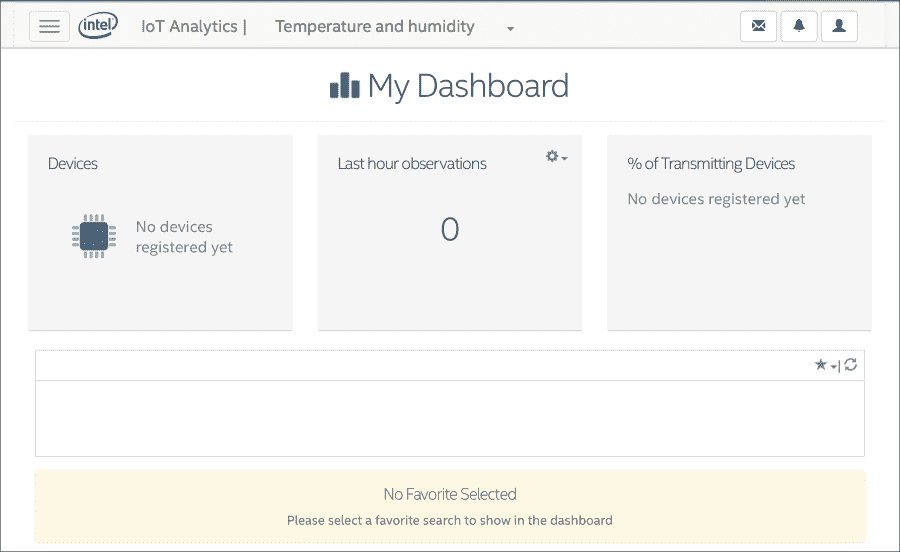 intel
IoT Analytics |
Temperature and humidity
My Dashboard
Devices
No devices
registered yet
Last hour observations
0
% of Transmitting Devices
No devices registered yet
No Favorite Selected
Please select a favorite search to show in the dashboard